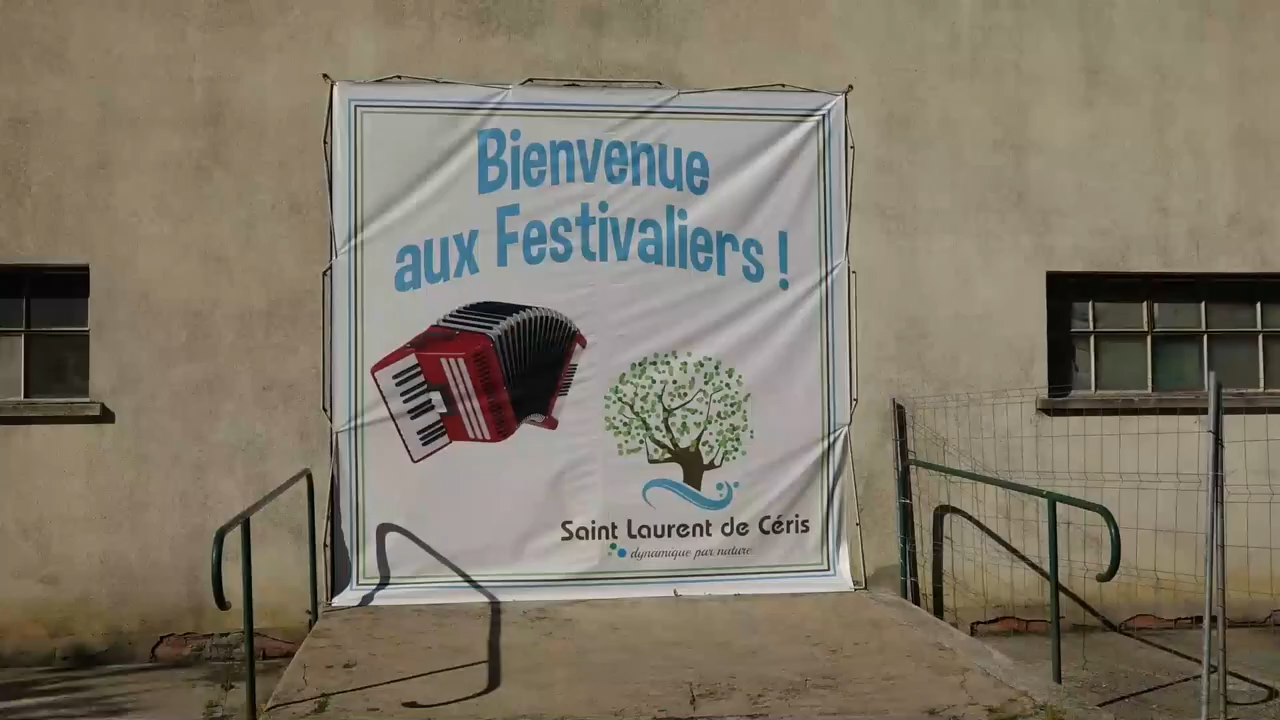 Bienvenue
aux Festivaliers !
Saint Laurent de Céris
dynamique par nature